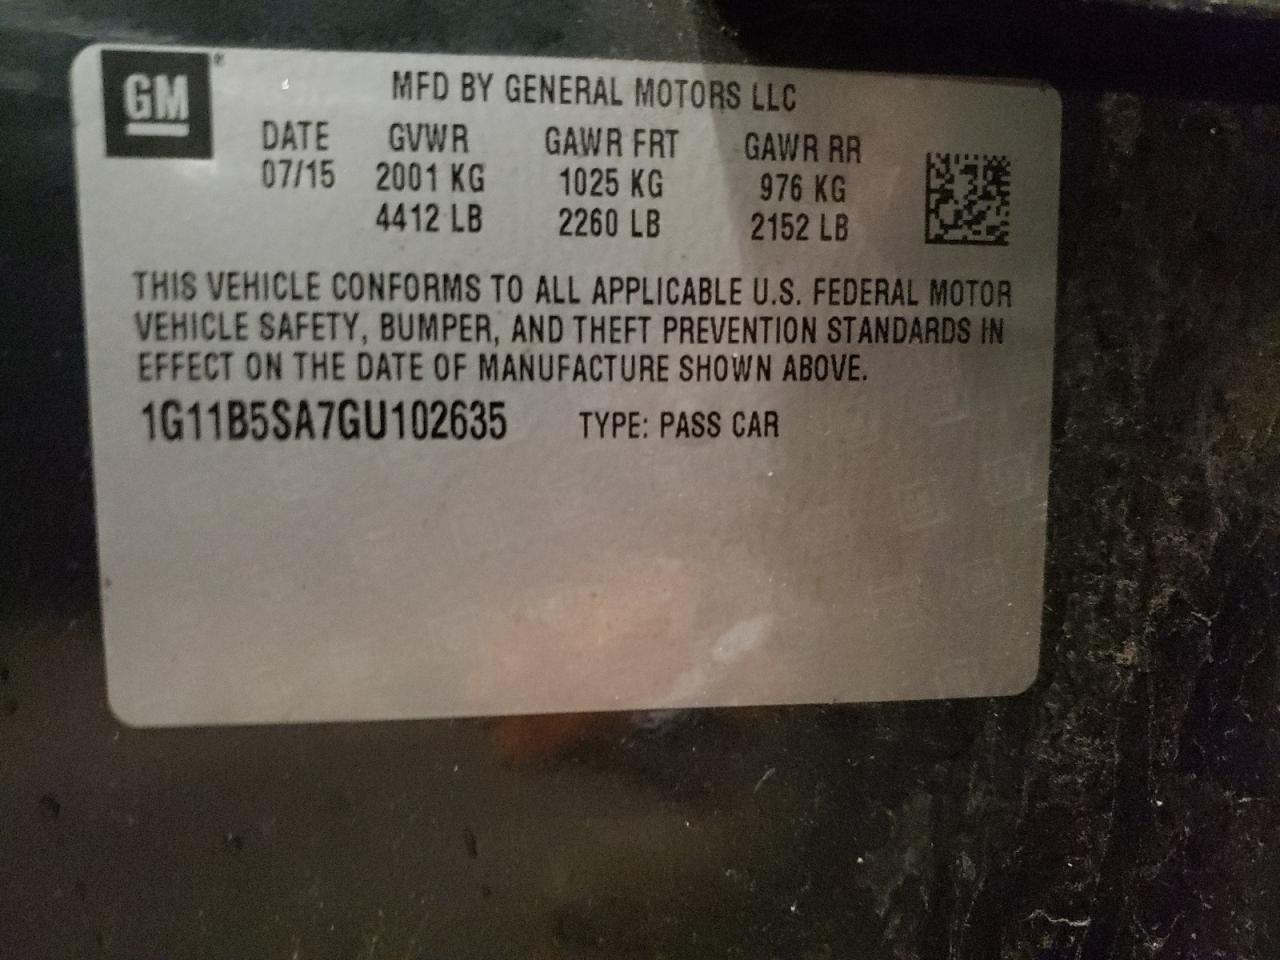 GM®
MFD BY GENERAL MOTORS LLC
DATE GVWR GAWR FRT GAWR RR
07/15 2001 KG 1025 KG 976 KG
4412 LB 2260 LB 2152 LB
THIS VEHICLE CONFORMS TO ALL APPLICABLE U.S. FEDERAL MOTOR
VEHICLE SAFETY, BUMPER, AND THEFT PREVENTION STANDARDS IN
EFFECT ON THE DATE OF MANUFACTURE SHOWN ABOVE.
1G11B5SA7GU102635 TYPE: PASS CAR